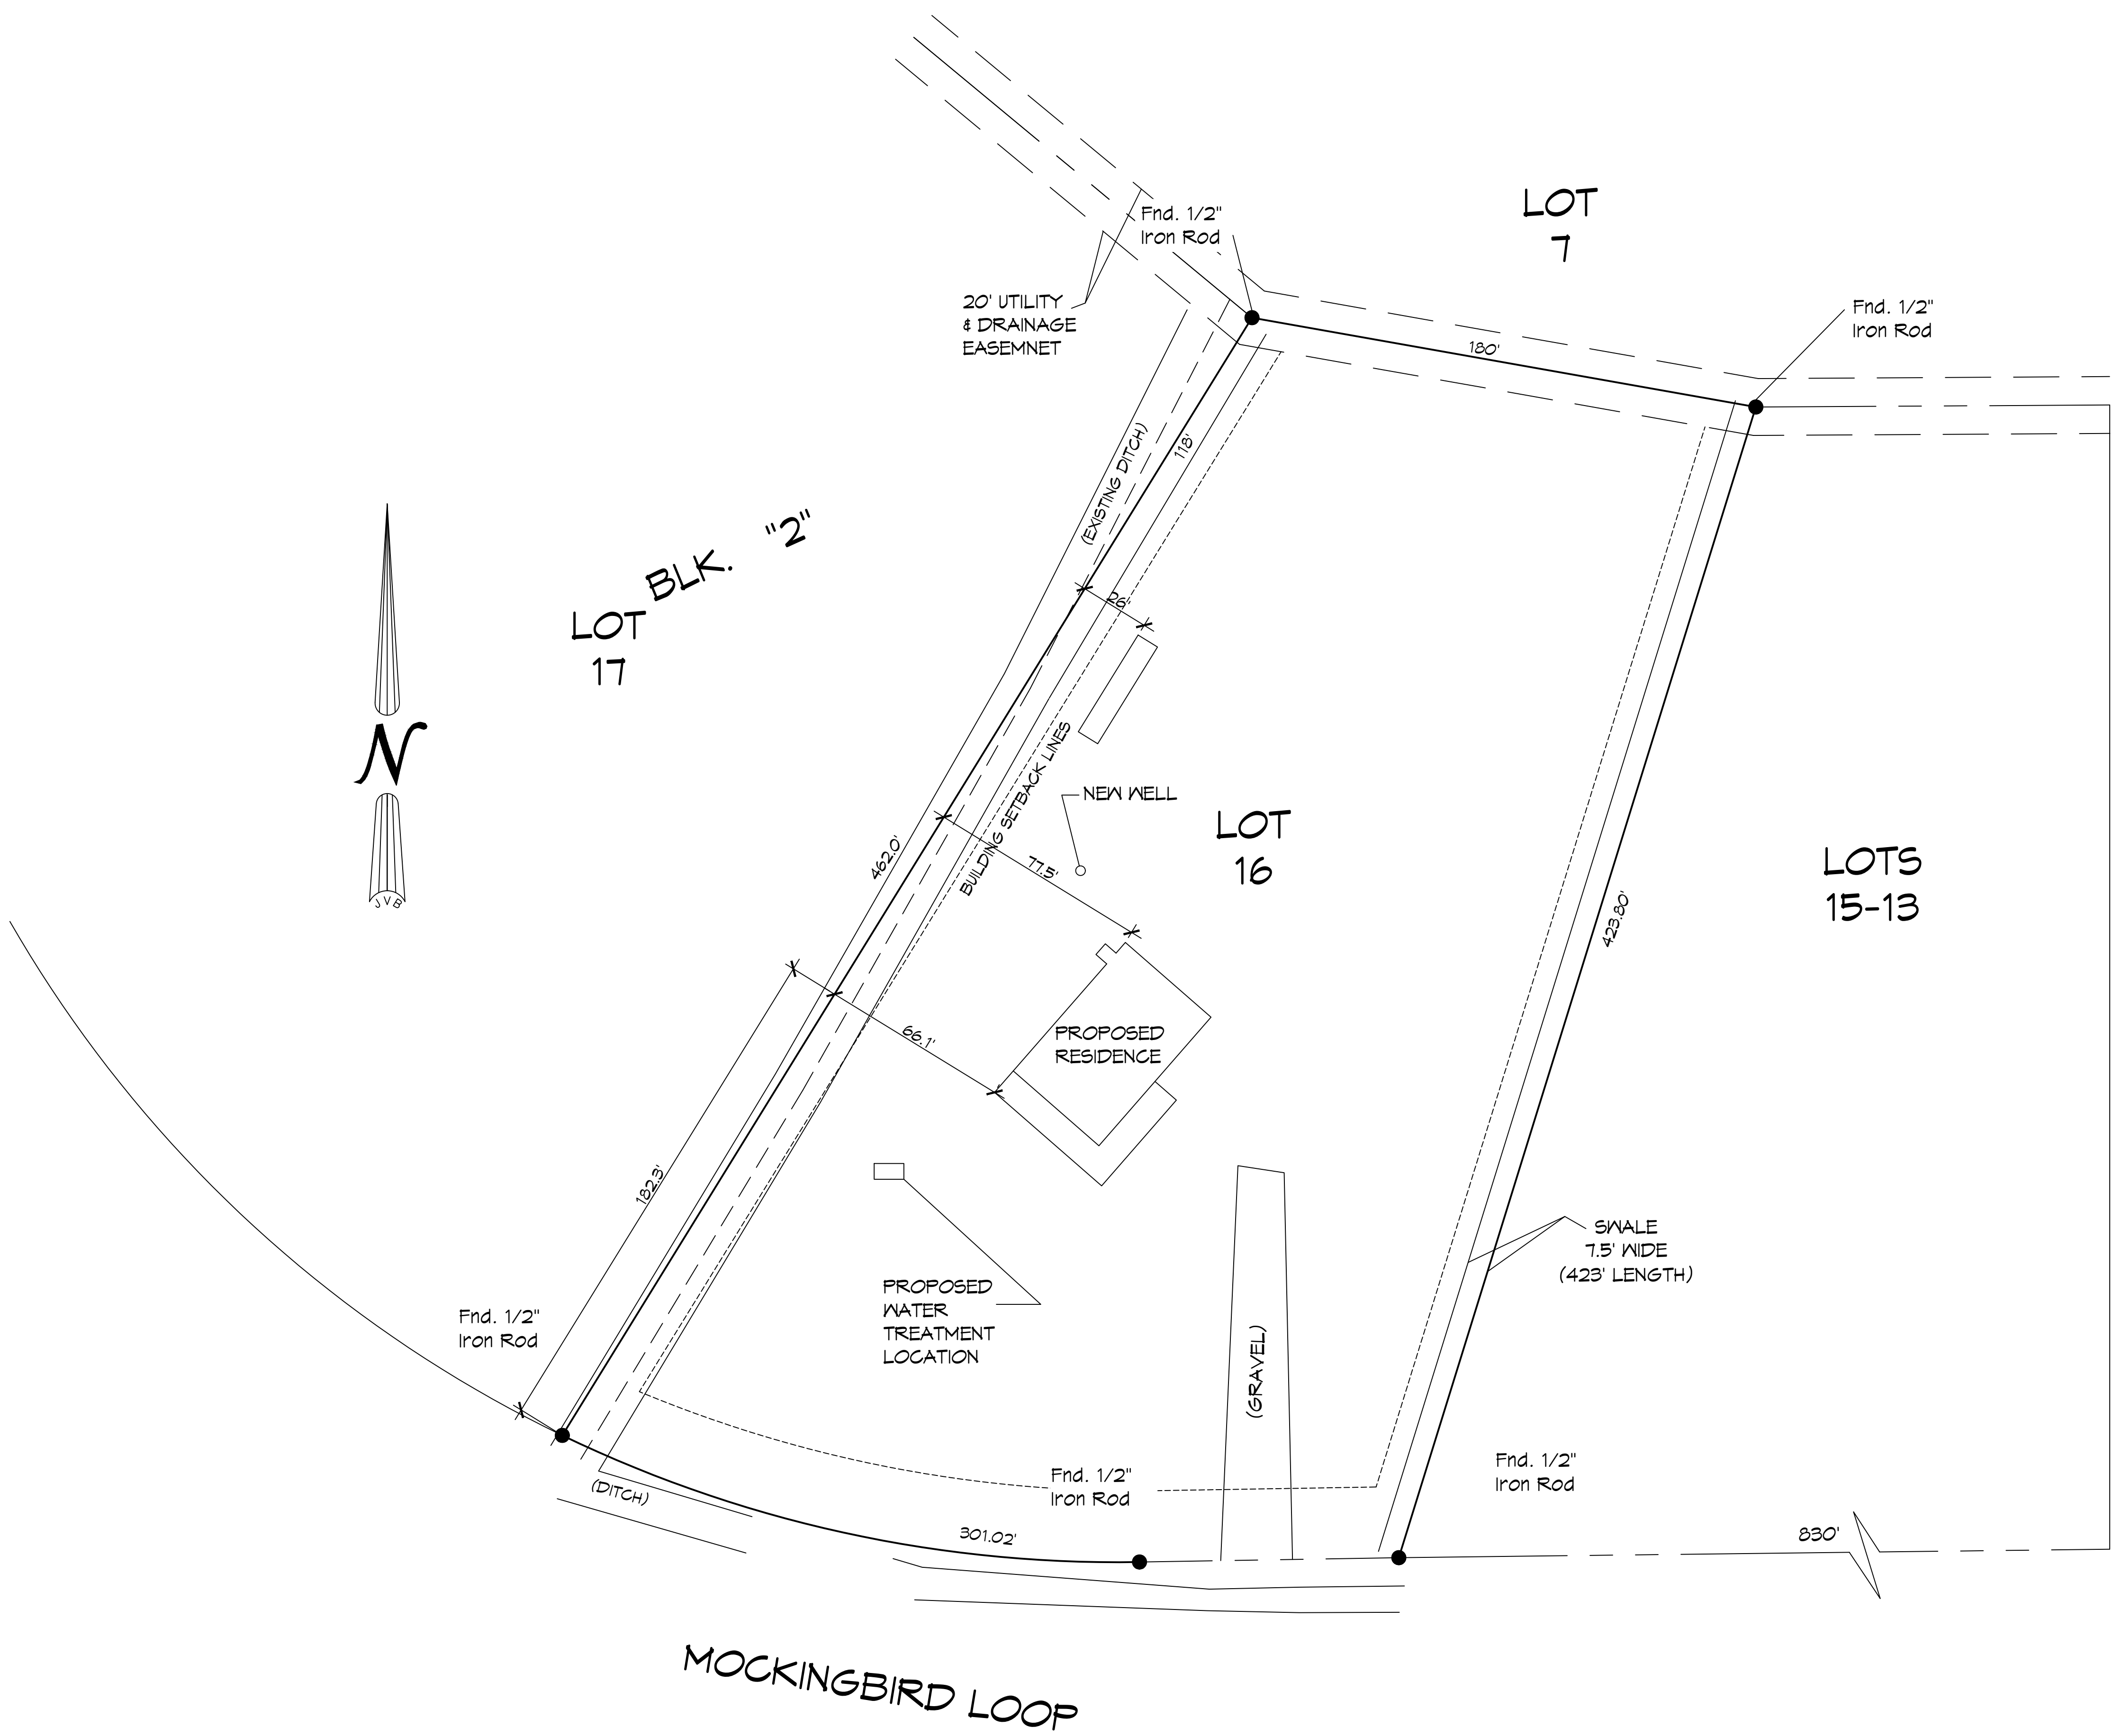 LOT
7
Fnd. 1/2"
Iron Rod
20' UTILITY
& DRAINAGE
EASEMNET
Fnd. 1/2"
Iron Rod
180'
118'
(EXISTING DITCH)
BLK. "2"
LOT
17
26'
N
J V B
BUILDING SETBACK LINES
NEW WELL
LOT
16
77.5'
462.0'
LOTS
15-13
423.80'
66.1'
PROPOSED
RESIDENCE
182.3'
SWALE
7.5' WIDE
(423' LENGTH)
PROPOSED
WATER
TREATMENT
LOCATION
Fnd. 1/2"
Iron Rod
(GRAVEL)
Fnd. 1/2"
Iron Rod
Fnd. 1/2"
Iron Rod
(DITCH)
301.02'
830'
MOCKINGBIRD LOOP